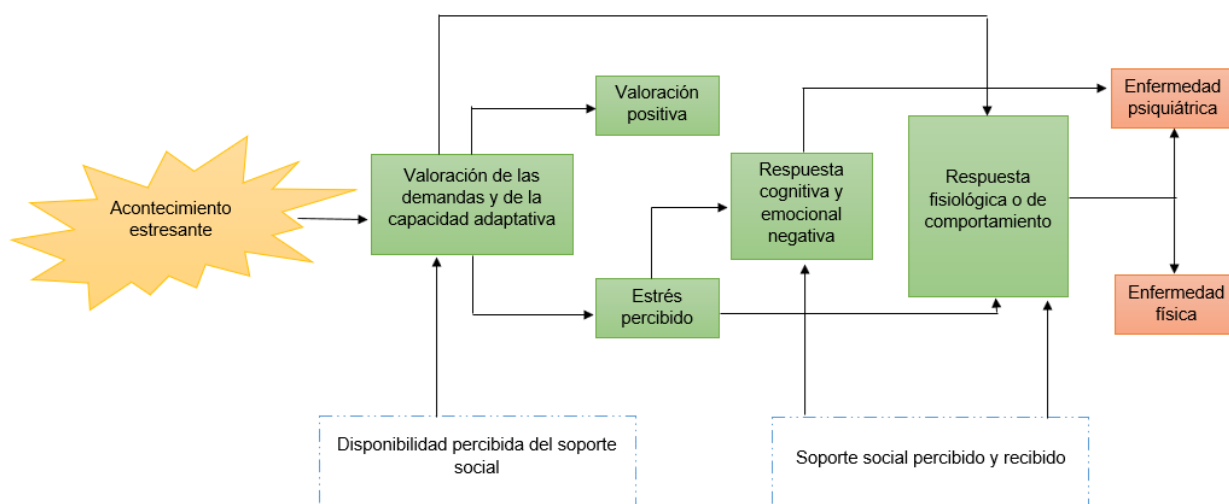 Acontecimiento
estresante
Valoración de las
demandas y de la
capacidad adaptativa
Valoración
positiva
Estrés
percibido
Respuesta
cognitiva y
emocional
negativa
Respuesta
fisiológica o de
comportamiento
Enfermedad
psiquiátrica
Enfermedad
física
Disponibilidad percibida del soporte
social
Soporte social percibido y recibido